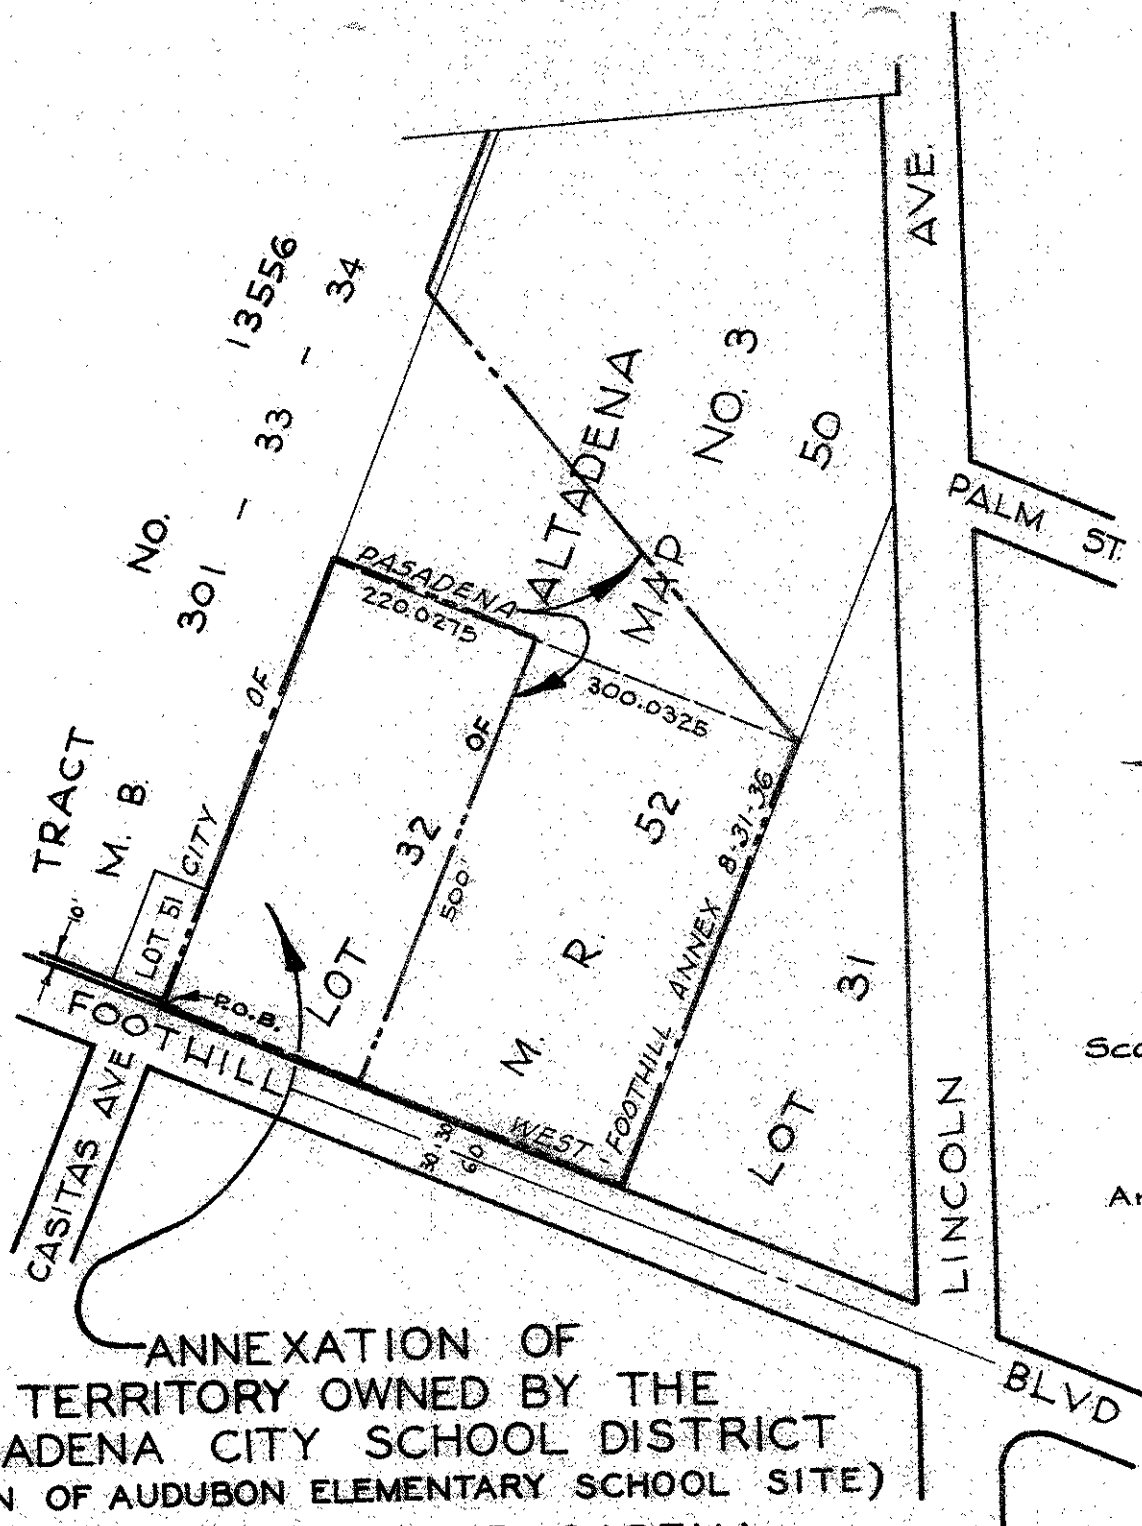 AVE.
TRACT NO. 13556
M. B. 301 - 33 - 34
ALTADENA
MAP NO. 3
PALM ST.
PASADENA
220.0275
300.0325
CITY OF
OF
LOT 32
500'
M. R. 52 50
"FOOTHILL ANNEX 8-31-36
LOT 31
10'
LOT 51
P.O.B.
FOOTHILL
WEST
30 30
60
CASITAS AVE
LINCOLN
BLVD
ANNEXATION OF
TERRITORY OWNED BY THE
ADENA CITY SCHOOL DISTRICT
N OF AUDUBON ELEMENTARY SCHOOL SITE)